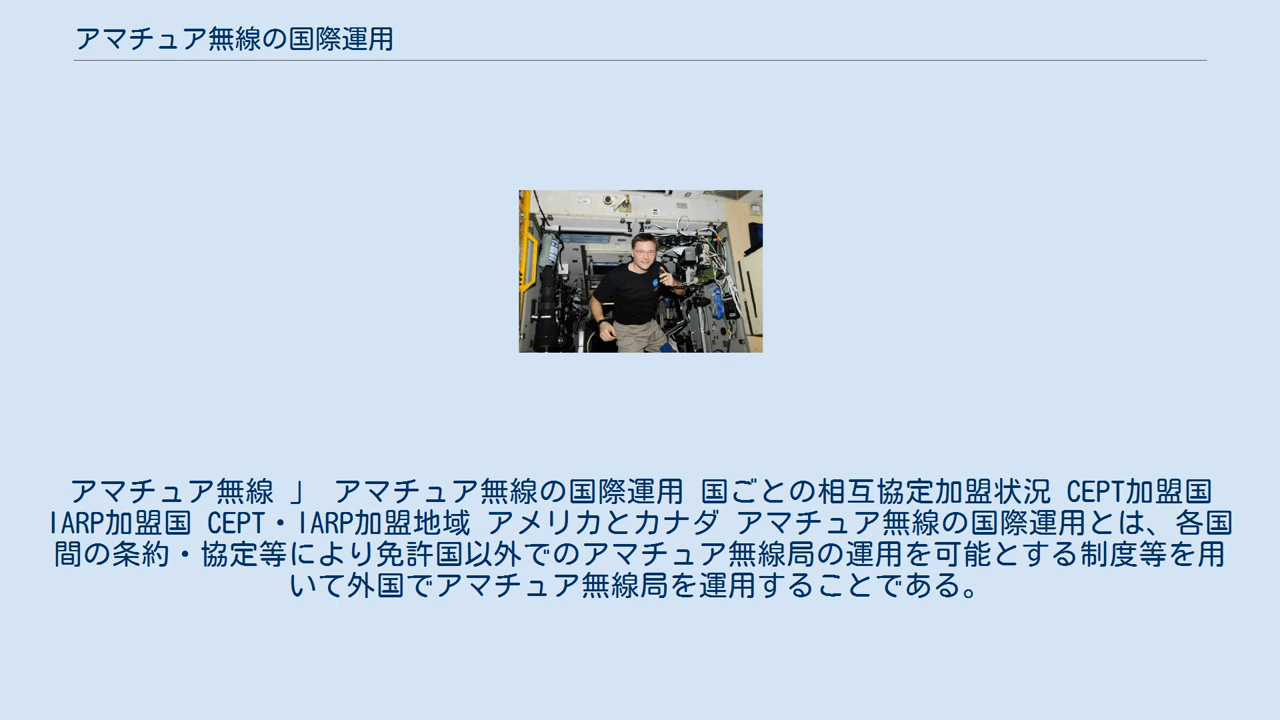 アマチュア無線の国際運用
アマチュア無線 」 アマチュア無線の国際運用 国ごとの相互協定加盟状況 CEPT加盟国
IARP加盟国 CEPT・IARP加盟地域 アメリカとカナダ アマチュア無線の国際運用とは、各国
間の条約・協定等により免許国以外でのアマチュア無線局の運用を可能とする制度等を用
いて外国でアマチュア無線局を運用することである。